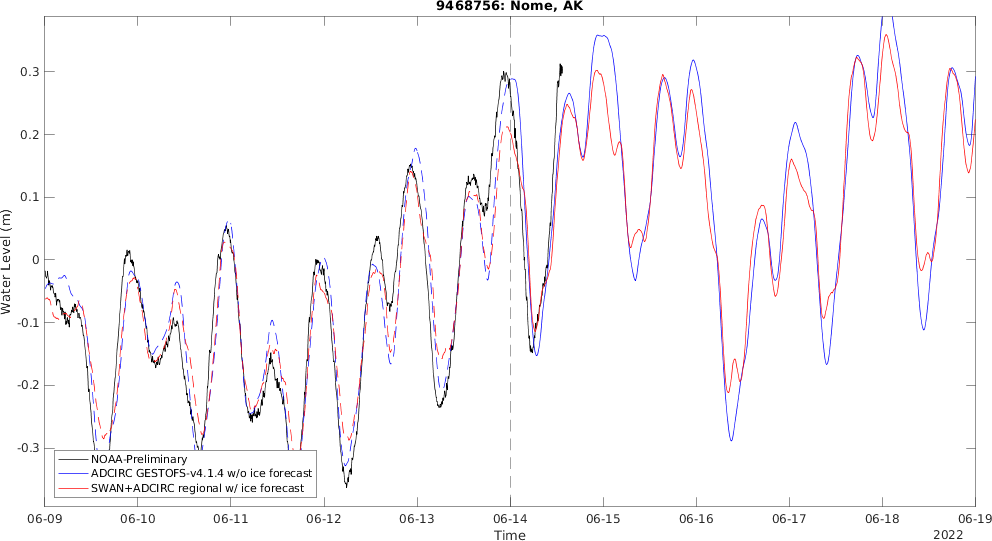 9468756: Nome, AK
Water Level (m)
0.3
0.2
0.1
0
-0.1
-0.2
-0.3
NOAA-Preliminary
ADCIRC GESTOFS-v4.1.4 w/o ice forecast
SWAN+ADCIRC regional w/ ice forecast
06-09 06-10 06-11 06-12 06-13 06-14 06-15 06-16 06-17 06-18 06-19
Time
2022